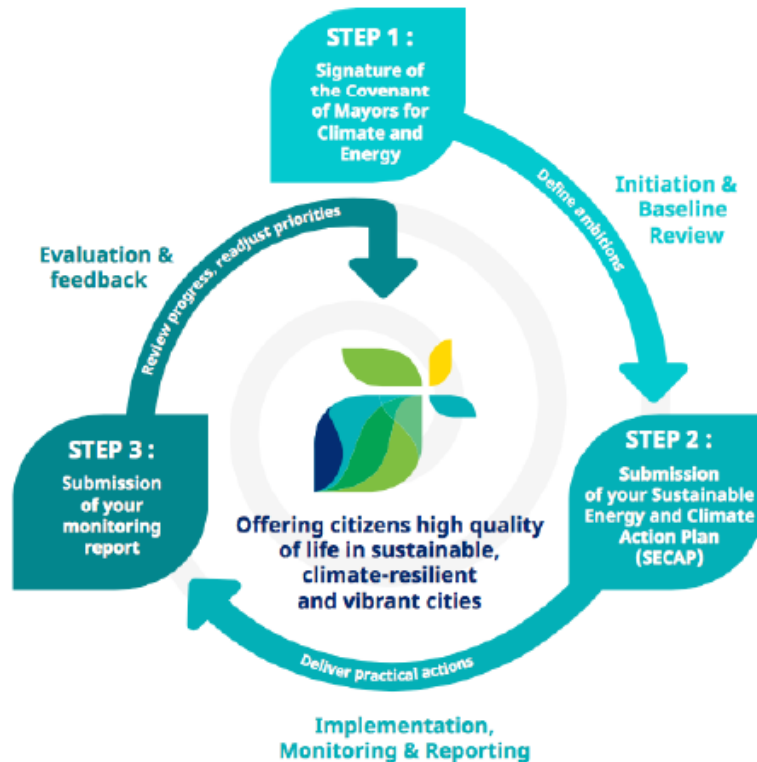 STEP 1 :
Signature of
the Covenant
of Mayors for
Climate and
Energy
Define ambitions
Initiation &
Baseline
Review
STEP 2 :
Submission
of your Sustainable
Energy and Climate
Action Plan
(SECAP)
Deliver practical actions
Implementation,
Monitoring & Reporting
STEP 3 :
Submission
of your
monitoring
report
Review progress, readjust priorities
Evaluation &
feedback
Offering citizens high quality
of life in sustainable,
climate-resilient
and vibrant cities